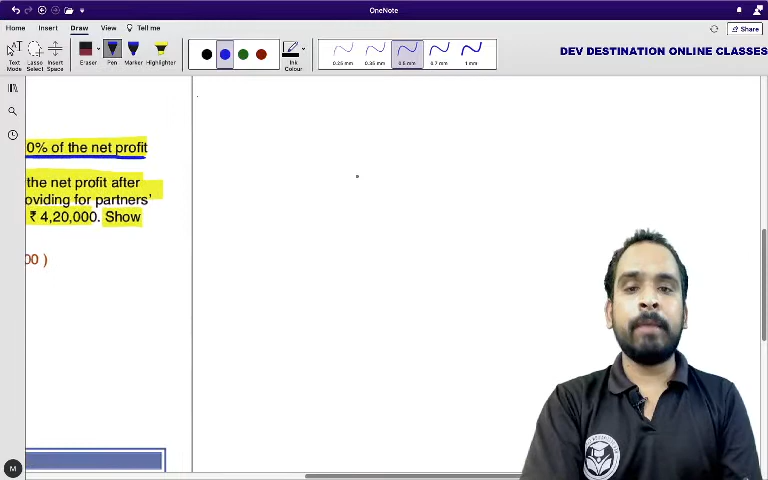 OneNote
Home Insert Draw View Tell me
Share
Text Mode
Lasso Select
Insert Space
Eraser
Pen
Marker
Highlighter
Ink Colour
0.25 mm
0.35 mm
0.5 mm
0.7 mm
1 mm
DEV DESTINATION ONLINE CLASSES
0% of the net profit
the net profit after
oviding for partners'
₹ 4,20,000. Show
00 )
M